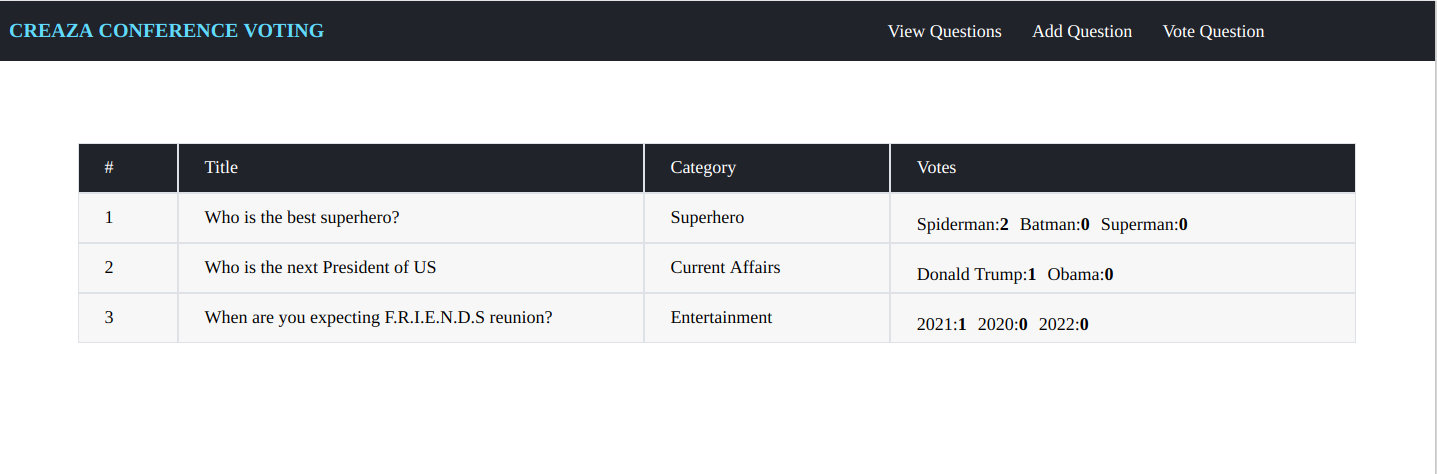 CREAZA CONFERENCE VOTING View Questions Add Question Vote Question
# Title Category Votes
1 Who is the best superhero? Superhero Spiderman:2 Batman:0 Superman:0
2 Who is the next President of US Current Affairs Donald Trump:1 Obama:0
3 When are you expecting F.R.I.E.N.D.S reunion? Entertainment 2021:1 2020:0 2022:0